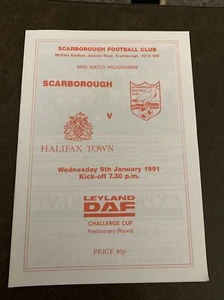 SCARBOROUGH FOOTBALL CLUB
McCain Stadium, Seamer Road, Scarborough YO12 4HF
MINI MATCH PROGRAMME
SCARBOROUGH
V
HALIFAX TOWN
Wednesday 9th January 1991
Kick-off 7.30 p.m.
LEYLAND
DAF
CHALLENGE CUP
Preliminary Round
PRICE 40p